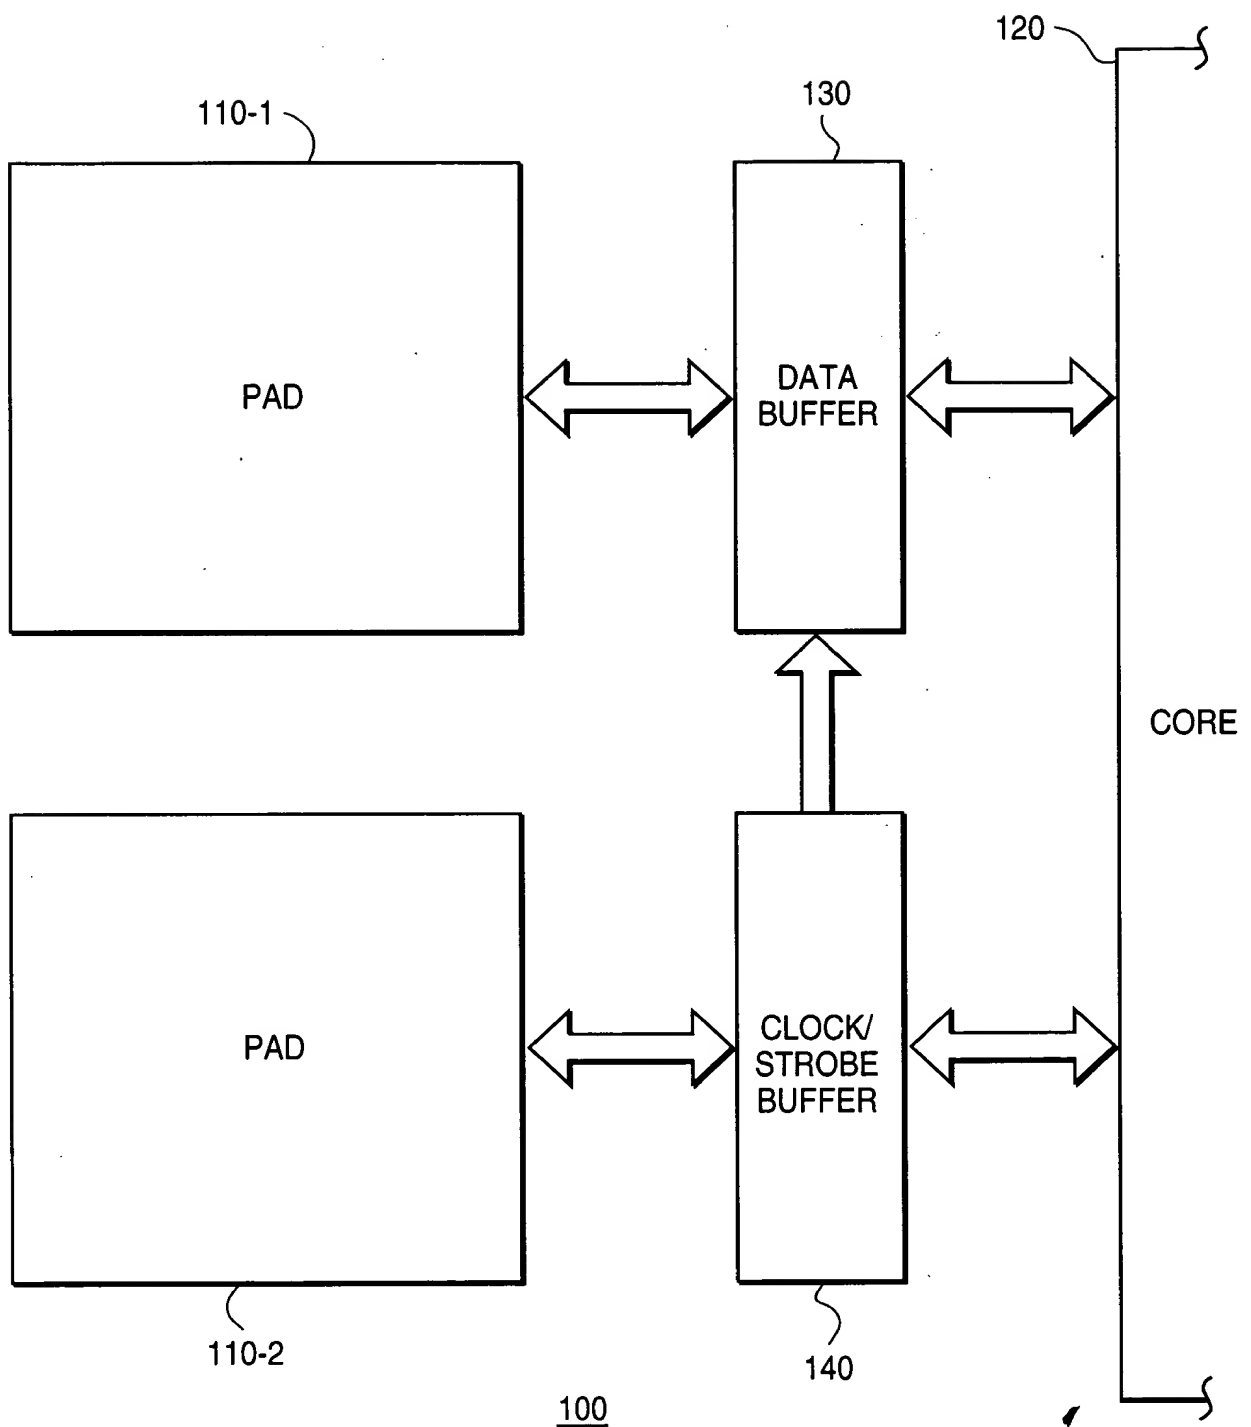 120
110-1
130
PAD
DATA
BUFFER
CORE
PAD
CLOCK/
STROBE
BUFFER
110-2
140
100